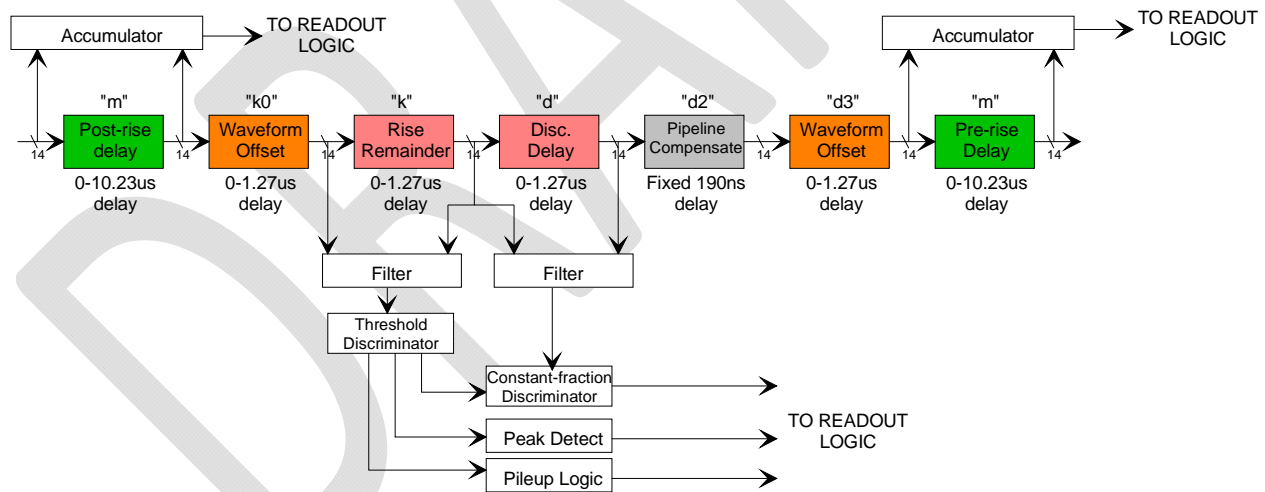 Accumulator
TO READOUT
LOGIC
Accumulator
TO READOUT
LOGIC
"m"
"k0"
"k"
"d"
"d2"
"d3"
"m"
Post-rise
delay
Waveform
Offset
Rise
Remainder
Disc.
Delay
Pipeline
Compensate
Waveform
Offset
Pre-rise
Delay
14
14
14
14
14
14
14
14
0-10.23us
delay
0-1.27us
delay
0-1.27us
delay
0-1.27us
delay
Fixed 190ns
delay
0-1.27us
delay
0-10.23us
delay
Filter
Filter
Threshold
Discriminator
Constant-fraction
Discriminator
Peak Detect
Pileup Logic
TO READOUT
LOGIC